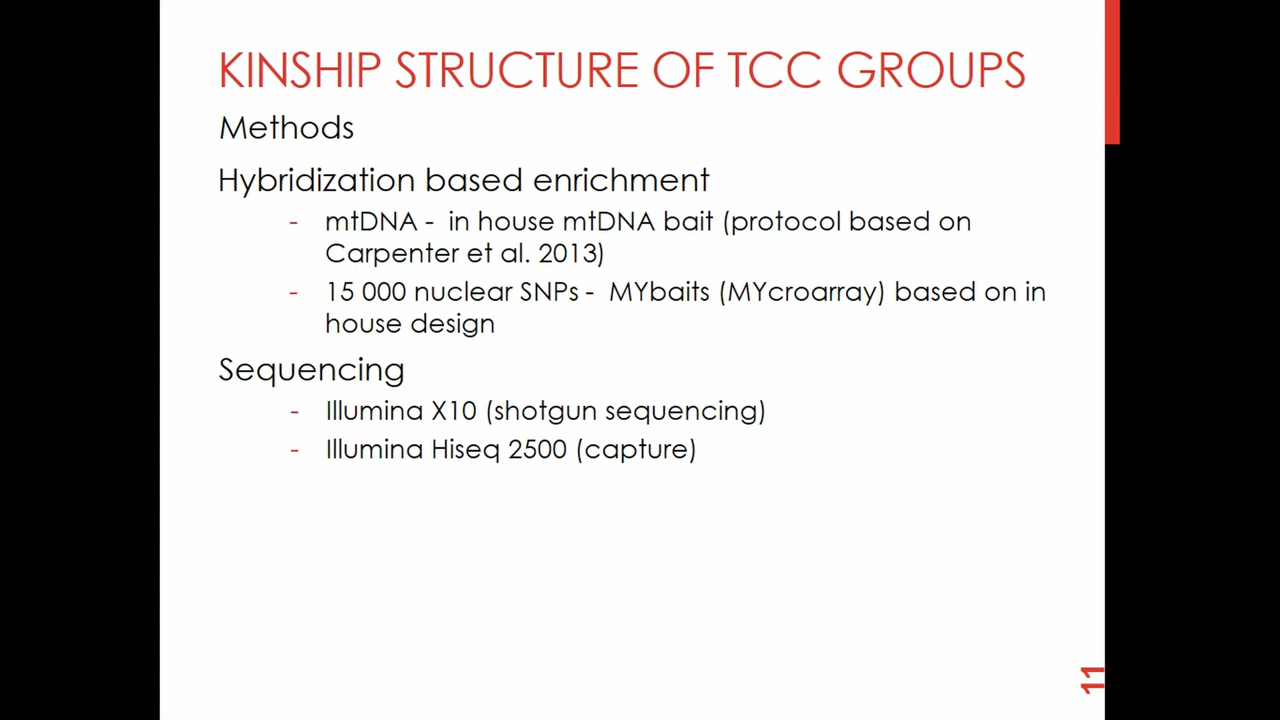 KINSHIP STRUCTURE OF TCC GROUPS
Methods
Hybridization based enrichment
- mtDNA - in house mtDNA bait (protocol based on
Carpenter et al. 2013)
- 15 000 nuclear SNPs - MYbaits (MYcroarray) based on in
house design
Sequencing
- Illumina X10 (shotgun sequencing)
- Illumina Hiseq 2500 (capture)
11